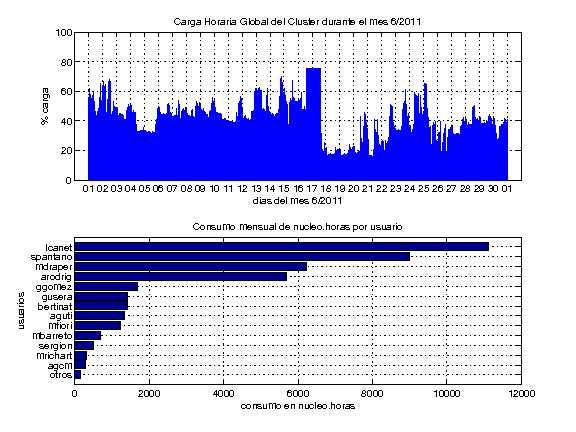 Carga Horaria Global del Cluster durante el mes 6/2011
100
80
60
40
20
0
% carga
01 02 03 04 05 06 07 08 09 10 11 12 13 14 15 16 17 18 19 20 21 22 23 24 25 26 27 28 29 30 01
dias del mes 6/2011
Consumo mensual de nucleo.horas por usuario
lcanet
spantano
mdraper
arodrig
ggomez
gusera
bertinat
aguti
mfiori
mbarreto
sergion
mrichart
agcm
otros
usuarios
0 2000 4000 6000 8000 10000 12000
consumo en nucleo.horas